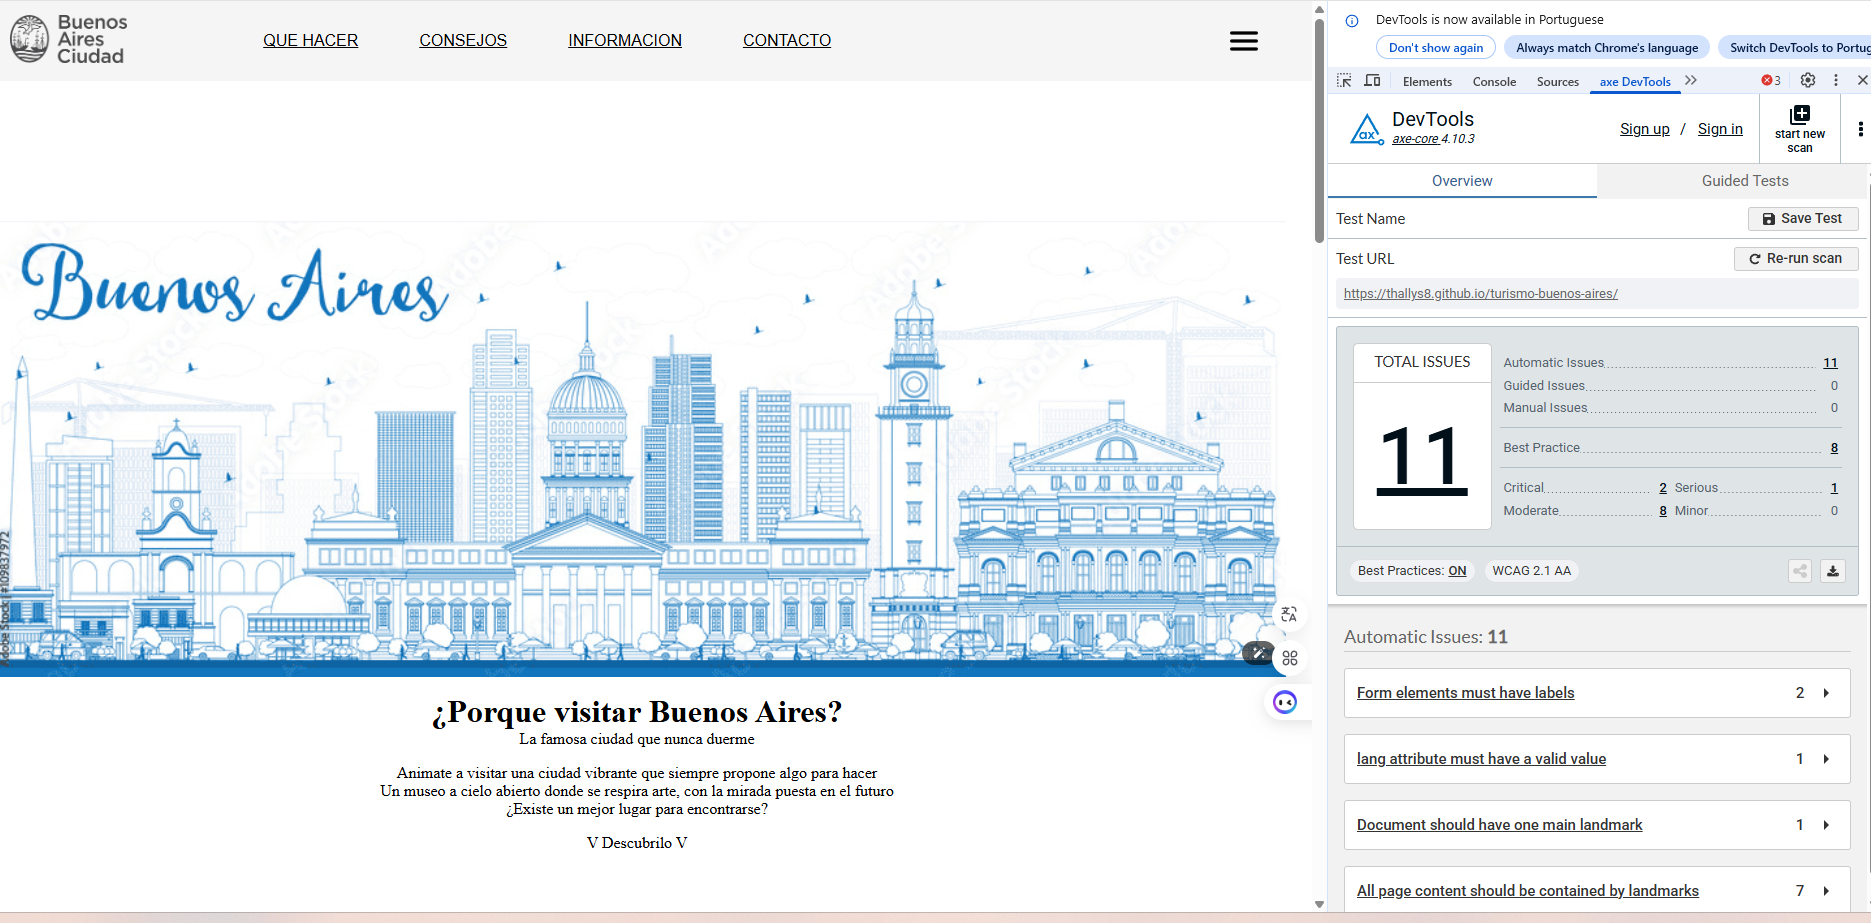 Buenos
Aires
Ciudad
QUE HACER
CONSEJOS
INFORMACION
CONTACTO
Buenos Aires
Adobe Stock | #109837972
¿Porque visitar Buenos Aires?
La famosa ciudad que nunca duerme
Animate a visitar una ciudad vibrante que siempre propone algo para hacer
Un museo a cielo abierto donde se respira arte, con la mirada puesta en el futuro
¿Existe un mejor lugar para encontrarse?
V Descubrilo V
DevTools is now available in Portuguese
Don't show again
Always match Chrome's language
Switch DevTools to Portug
Elements
Console
Sources
axe DevTools
3
ax
DevTools
axe-core 4.10.3
Sign up / Sign in
start new
scan
Overview
Guided Tests
Test Name
Save Test
Test URL
Re-run scan
https://thallys8.github.io/turismo-buenos-aires/
TOTAL ISSUES
11
Automatic Issues 11
Guided Issues 0
Manual Issues 0
Best Practice 8
Critical 2 Serious 1
Moderate 8 Minor 0
Best Practices: ON
WCAG 2.1 AA
Automatic Issues: 11
Form elements must have labels 2
lang attribute must have a valid value 1
Document should have one main landmark 1
All page content should be contained by landmarks 7